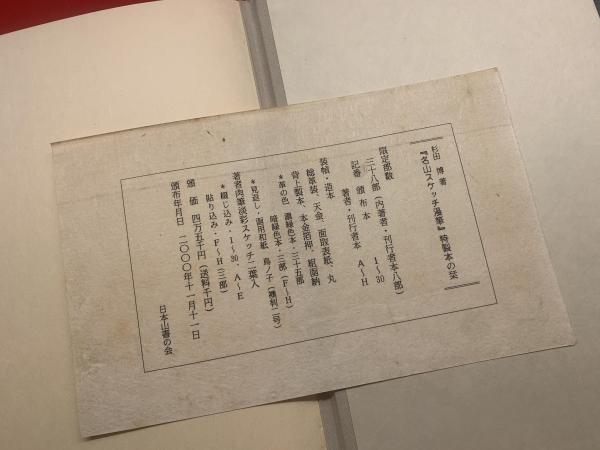 杉田 博 著
『名山スケッチ漫筆』特製本の栞
限定部数
三十八部（内著者・刊行者本八部）
記番 頒布本 1〜30
著者・刊行者本 A〜H
装幀・造本
総革装、天金、面取表紙、丸
背上製本、本金箔押、組函納
＊革の色 濃緑色本・三十五部
暗緑色本・三部（F〜H）
＊見返し・函用和紙 鳥ノ子（機利二号）
著者肉筆淡彩スケッチ二葉入
＊綴じ込み・1〜30・A〜E
貼り込み・F〜H（三部）
頒価 四万五千円（送料千円）
頒布年月日 二〇〇〇年十一月十一日
日本山書の会